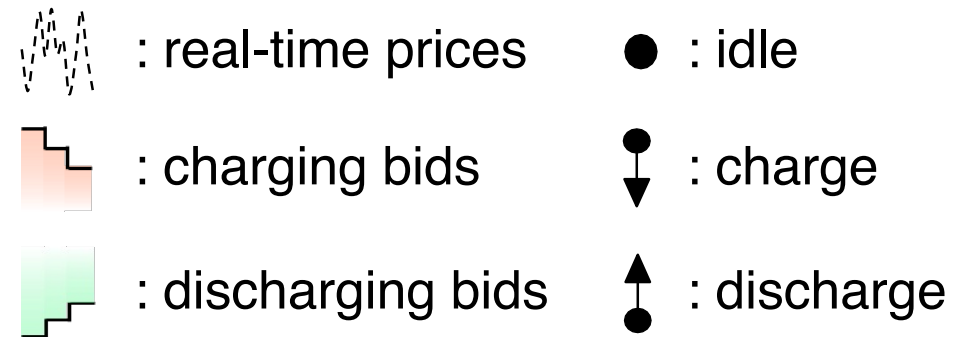 : real-time prices
: idle
: charging bids
: charge
: discharging bids
: discharge